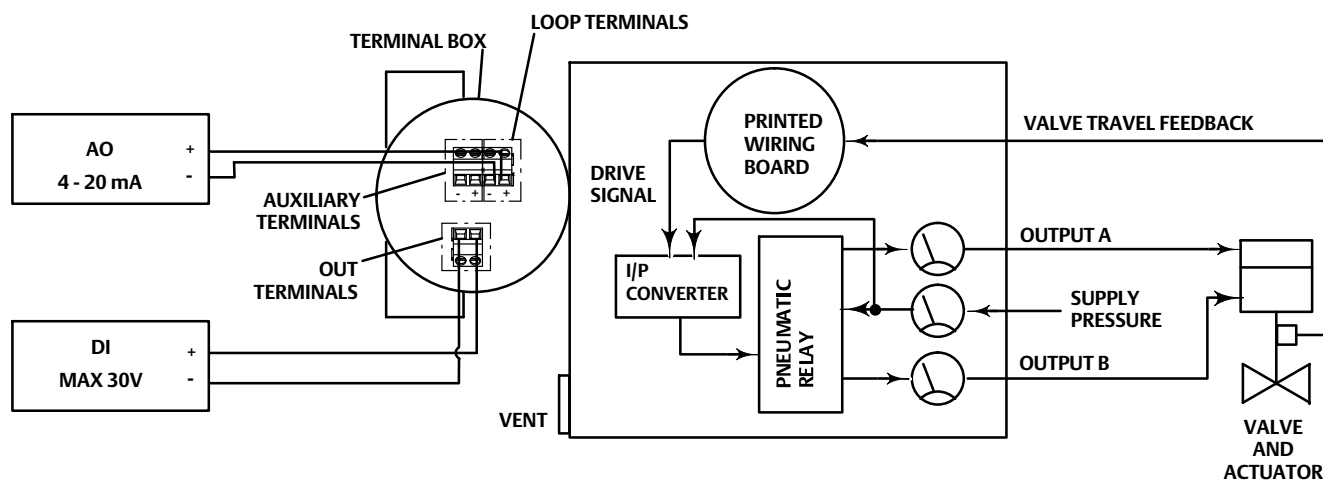 LOOP TERMINALS
TERMINAL BOX
AO
4 - 20 mA
+
-
AUXILIARY
TERMINALS
- + - +
OUT
TERMINALS
DI
MAX 30V
+
-
VENT
PRINTED
WIRING
BOARD
DRIVE
SIGNAL
I/P
CONVERTER
PNEUMATIC
RELAY
VALVE TRAVEL FEEDBACK
OUTPUT A
SUPPLY
PRESSURE
OUTPUT B
VALVE
AND
ACTUATOR